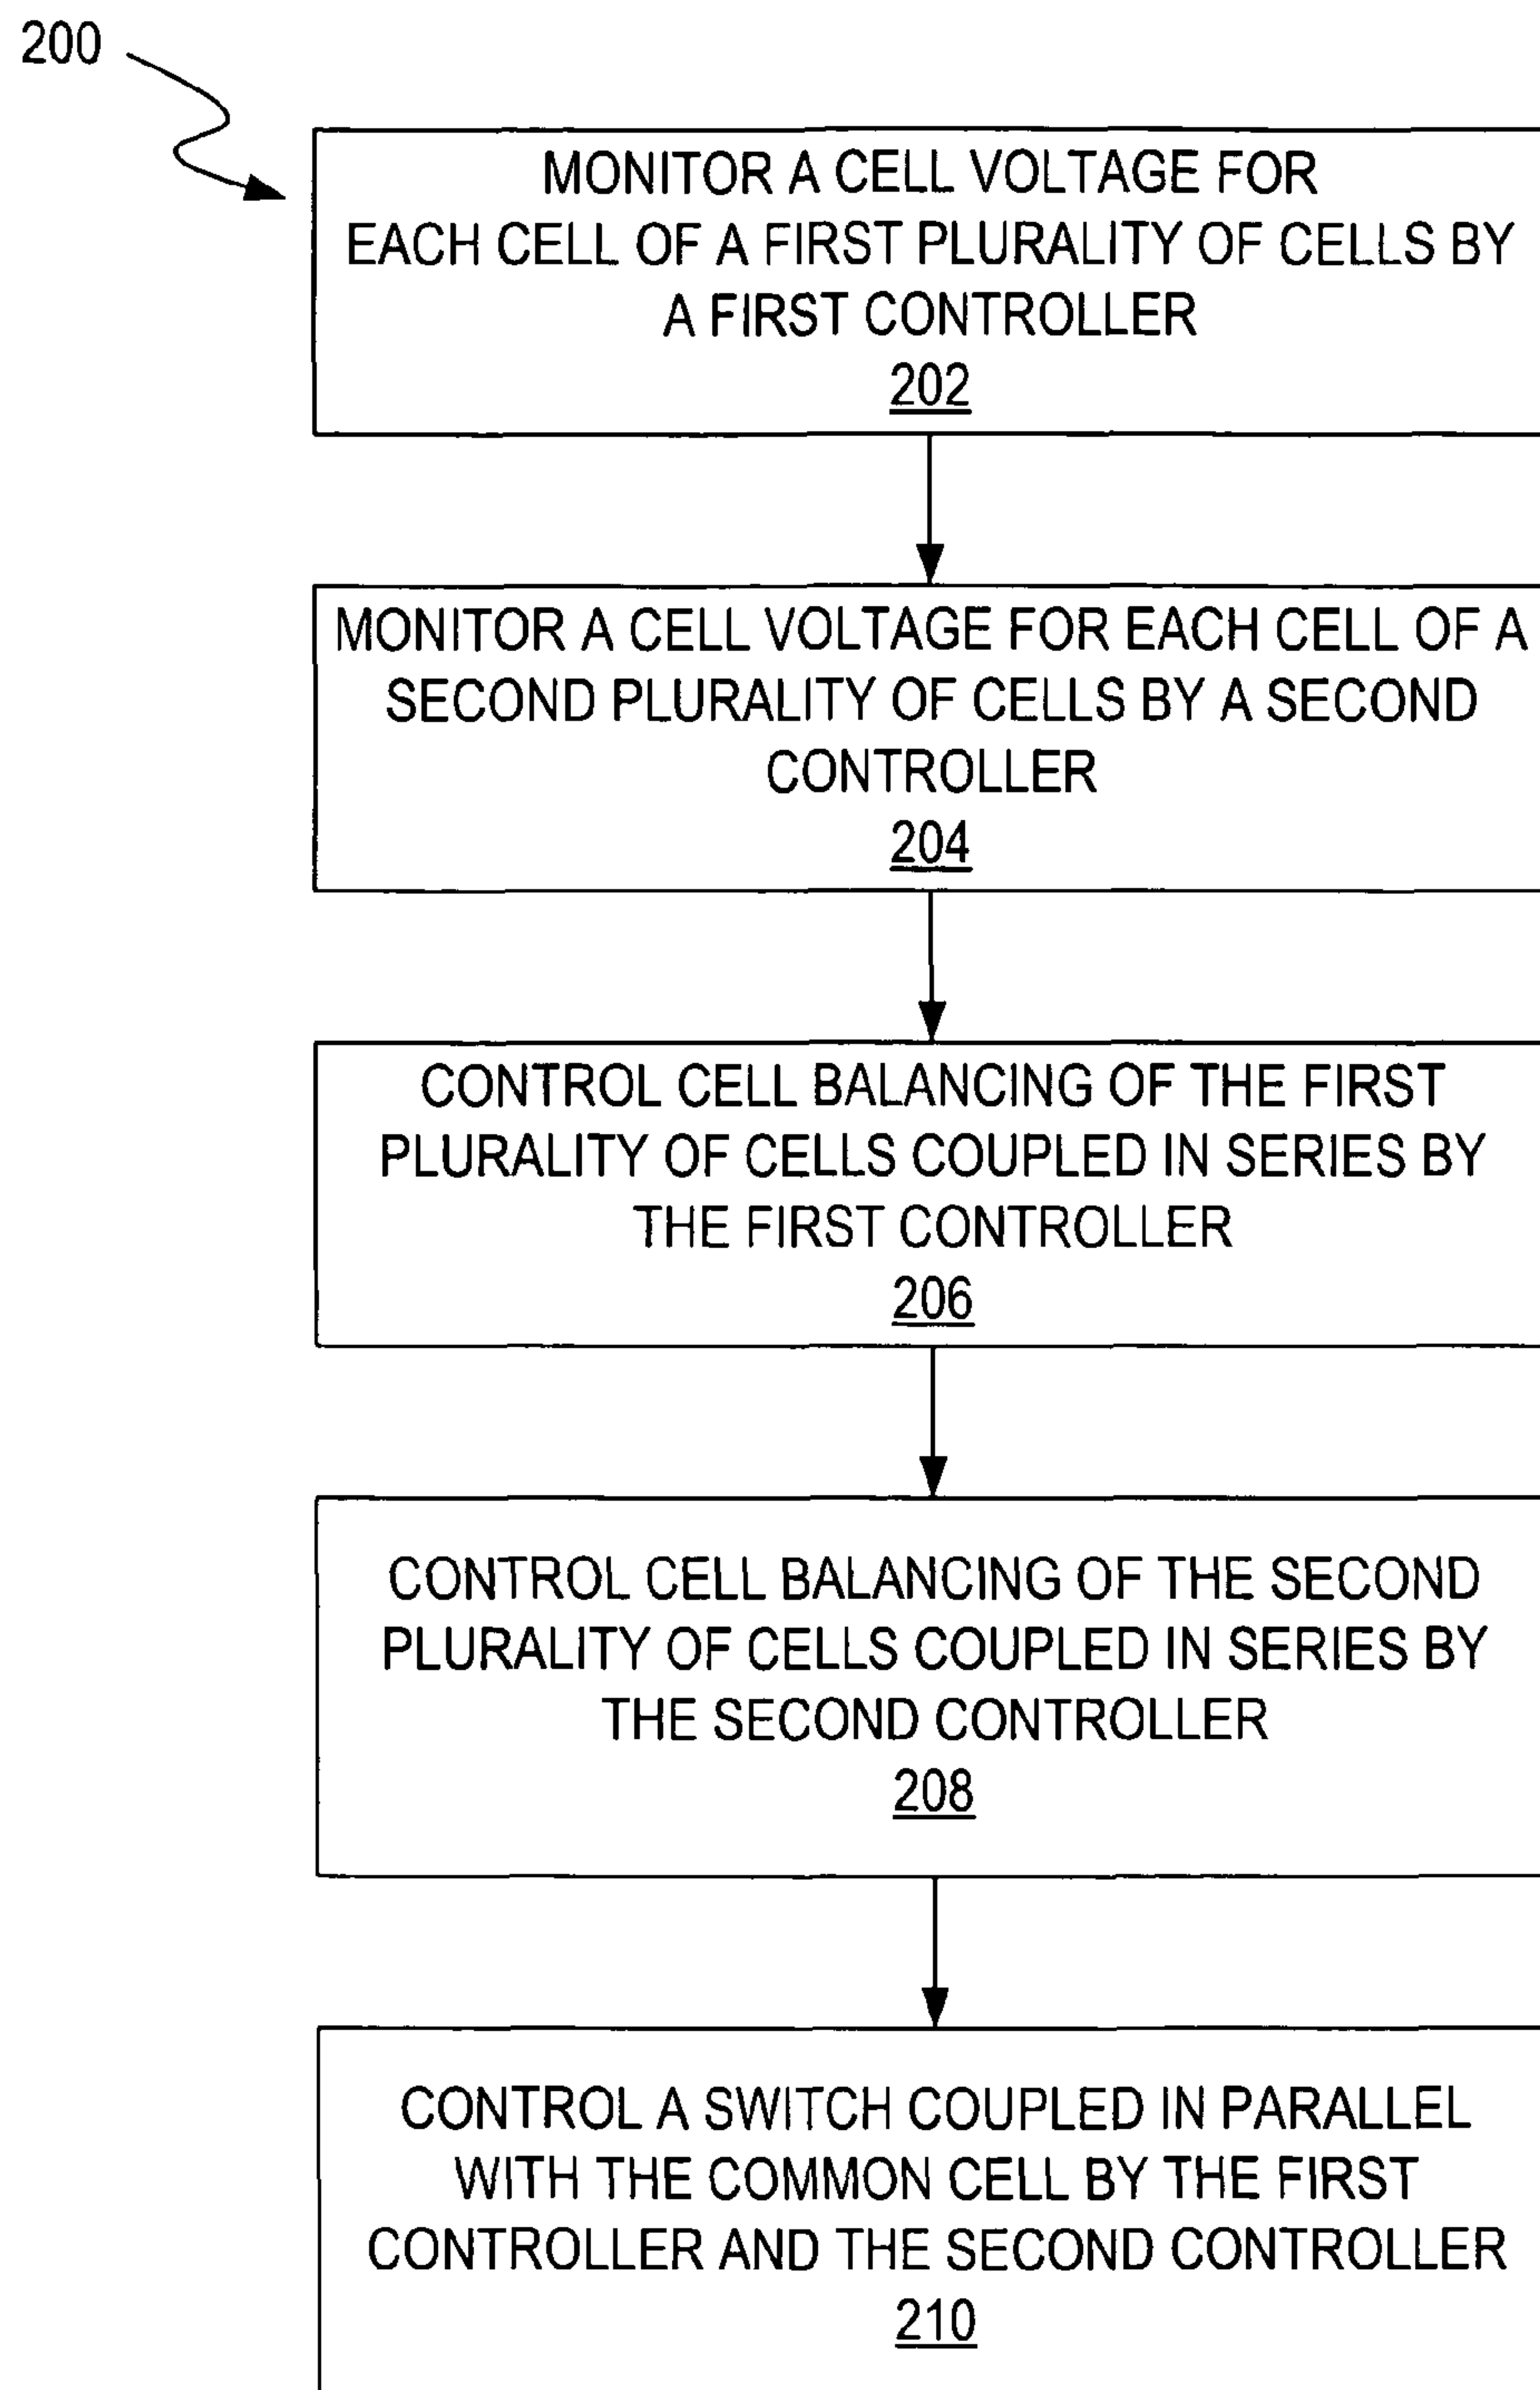 200
MONITOR A CELL VOLTAGE FOR
EACH CELL OF A FIRST PLURALITY OF CELLS BY
A FIRST CONTROLLER
202
MONITOR A CELL VOLTAGE FOR EACH CELL OF A
SECOND PLURALITY OF CELLS BY A SECOND
CONTROLLER
204
CONTROL CELL BALANCING OF THE FIRST
PLURALITY OF CELLS COUPLED IN SERIES BY
THE FIRST CONTROLLER
206
CONTROL CELL BALANCING OF THE SECOND
PLURALITY OF CELLS COUPLED IN SERIES BY
THE SECOND CONTROLLER
208
CONTROL A SWITCH COUPLED IN PARALLEL
WITH THE COMMON CELL BY THE FIRST
CONTROLLER AND THE SECOND CONTROLLER
210